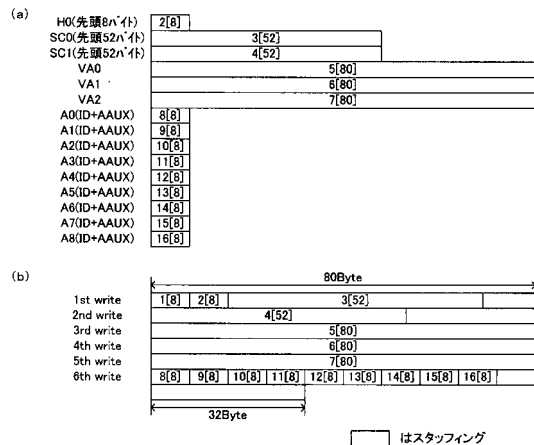 (a)
H0(先頭8バイト) 2[8]
SC0(先頭52バイト) 3[52]
SC1(先頭52バイト) 4[52]
VA0 5[80]
VA1 6[80]
VA2 7[80]
A0(ID+AAUX) 8[8]
A1(ID+AAUX) 9[8]
A2(ID+AAUX) 10[8]
A3(ID+AAUX) 11[8]
A4(ID+AAUX) 12[8]
A5(ID+AAUX) 13[8]
A6(ID+AAUX) 14[8]
A7(ID+AAUX) 15[8]
A8(ID+AAUX) 16[8]
(b)
80Byte
1st write 1[8] 2[8] 3[52]
2nd write 4[52]
3rd write 5[80]
4th write 6[80]
5th write 7[80]
6th write 8[8] 9[8] 10[8] 11[8] 12[8] 13[8] 14[8] 15[8] 16[8]
32Byte
はスタッフィング